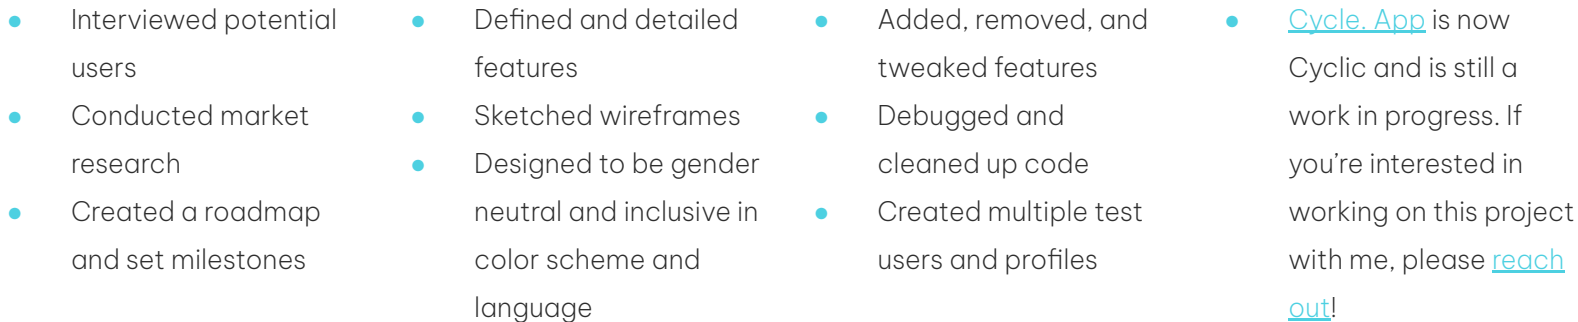 Interviewed potential
users
Conducted market
research
Created a roadmap
and set milestones
Defined and detailed
features
Sketched wireframes
Designed to be gender
neutral and inclusive in
color scheme and
language
Added, removed, and
tweaked features
Debugged and
cleaned up code
Created multiple test
users and profiles
Cycle. App is now
Cyclic and is still a
work in progress. If
you’re interested in
working on this project
with me, please reach
out!